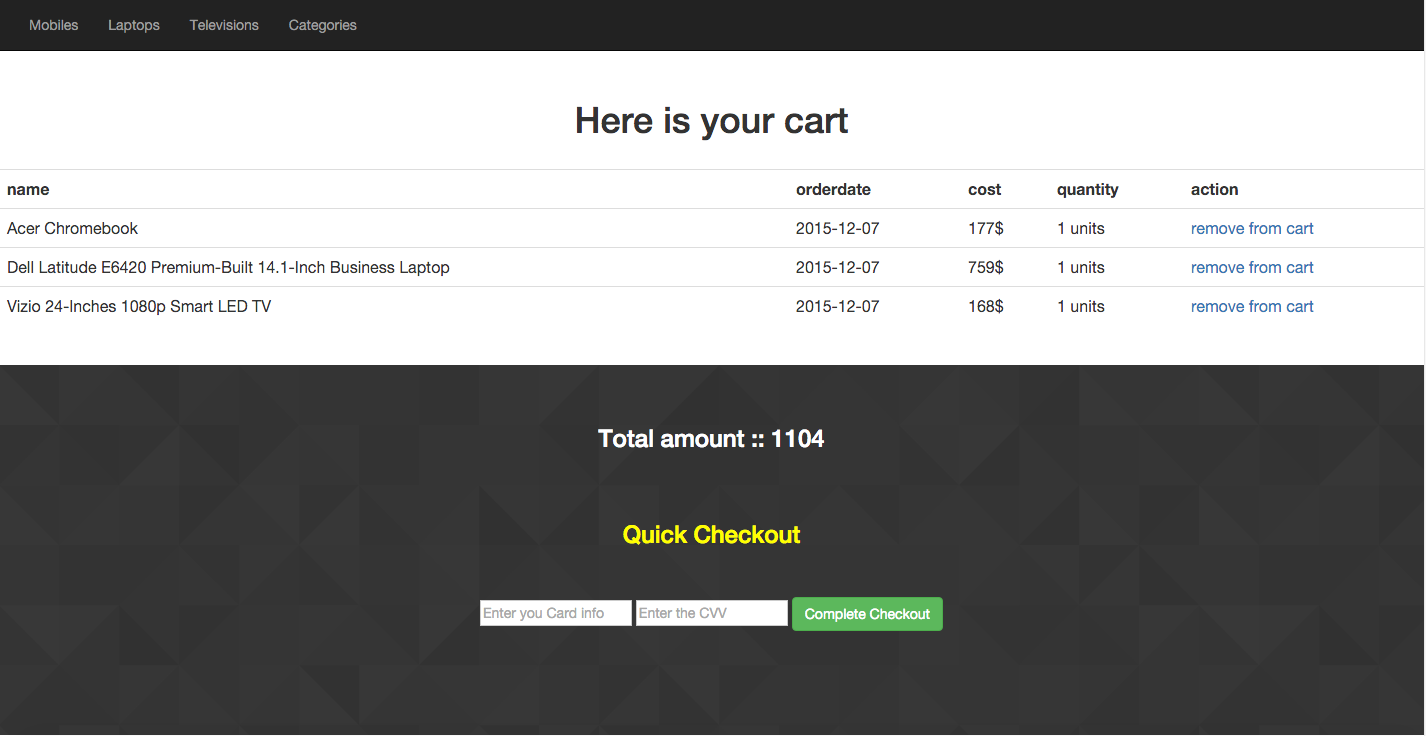 Mobiles Laptops Televisions Categories
Here is your cart
name orderdate cost quantity action
Acer Chromebook 2015-12-07 177$ 1 units remove from cart
Dell Latitude E6420 Premium-Built 14.1-Inch Business Laptop 2015-12-07 759$ 1 units remove from cart
Vizio 24-Inches 1080p Smart LED TV 2015-12-07 168$ 1 units remove from cart
Total amount :: 1104
Quick Checkout
Enter you Card info Enter the CVV Complete Checkout